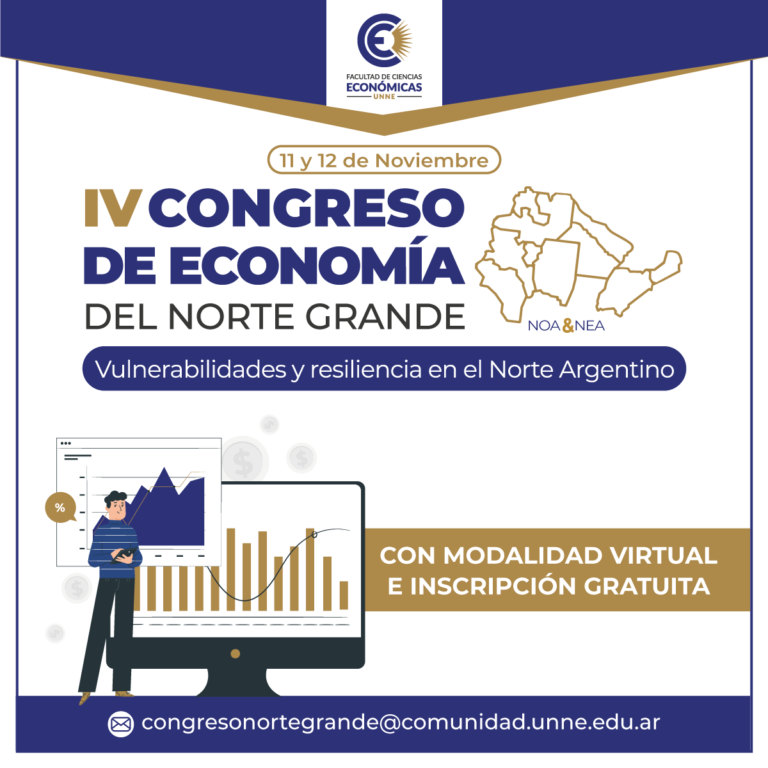 FACULTAD DE CIENCIAS
ECONÓMICAS
UNNE
11 y 12 de Noviembre
IV CONGRESO
DE ECONOMÍA
DEL NORTE GRANDE
NOA&NEA
Vulnerabilidades y resiliencia en el Norte Argentino
$
$
$
%
$
$
CON MODALIDAD VIRTUAL
E INSCRIPCIÓN GRATUITA
congresonortegrande@comunidad.unne.edu.ar